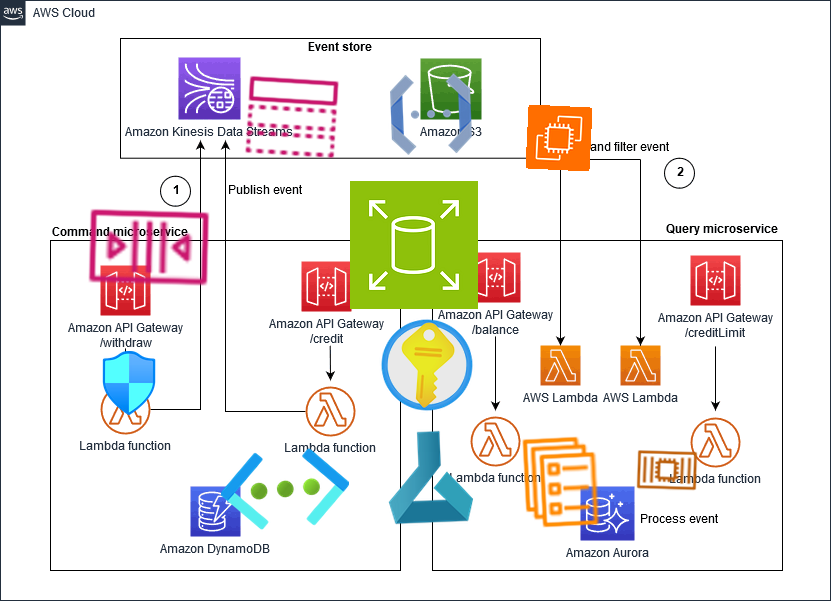 aws
AWS Cloud
Event store
Amazon Kinesis Data Streams
Amazon S3
and filter event
1
Publish event
2
Command microservice
Query microservice
Amazon API Gateway
/withdraw
Amazon API Gateway
/credit
Amazon API Gateway
/balance
Amazon API Gateway
/creditLimit
AWS Lambda
AWS Lambda
Lambda function
Lambda function
Lambda function
Lambda function
Process event
Amazon DynamoDB
Amazon Aurora